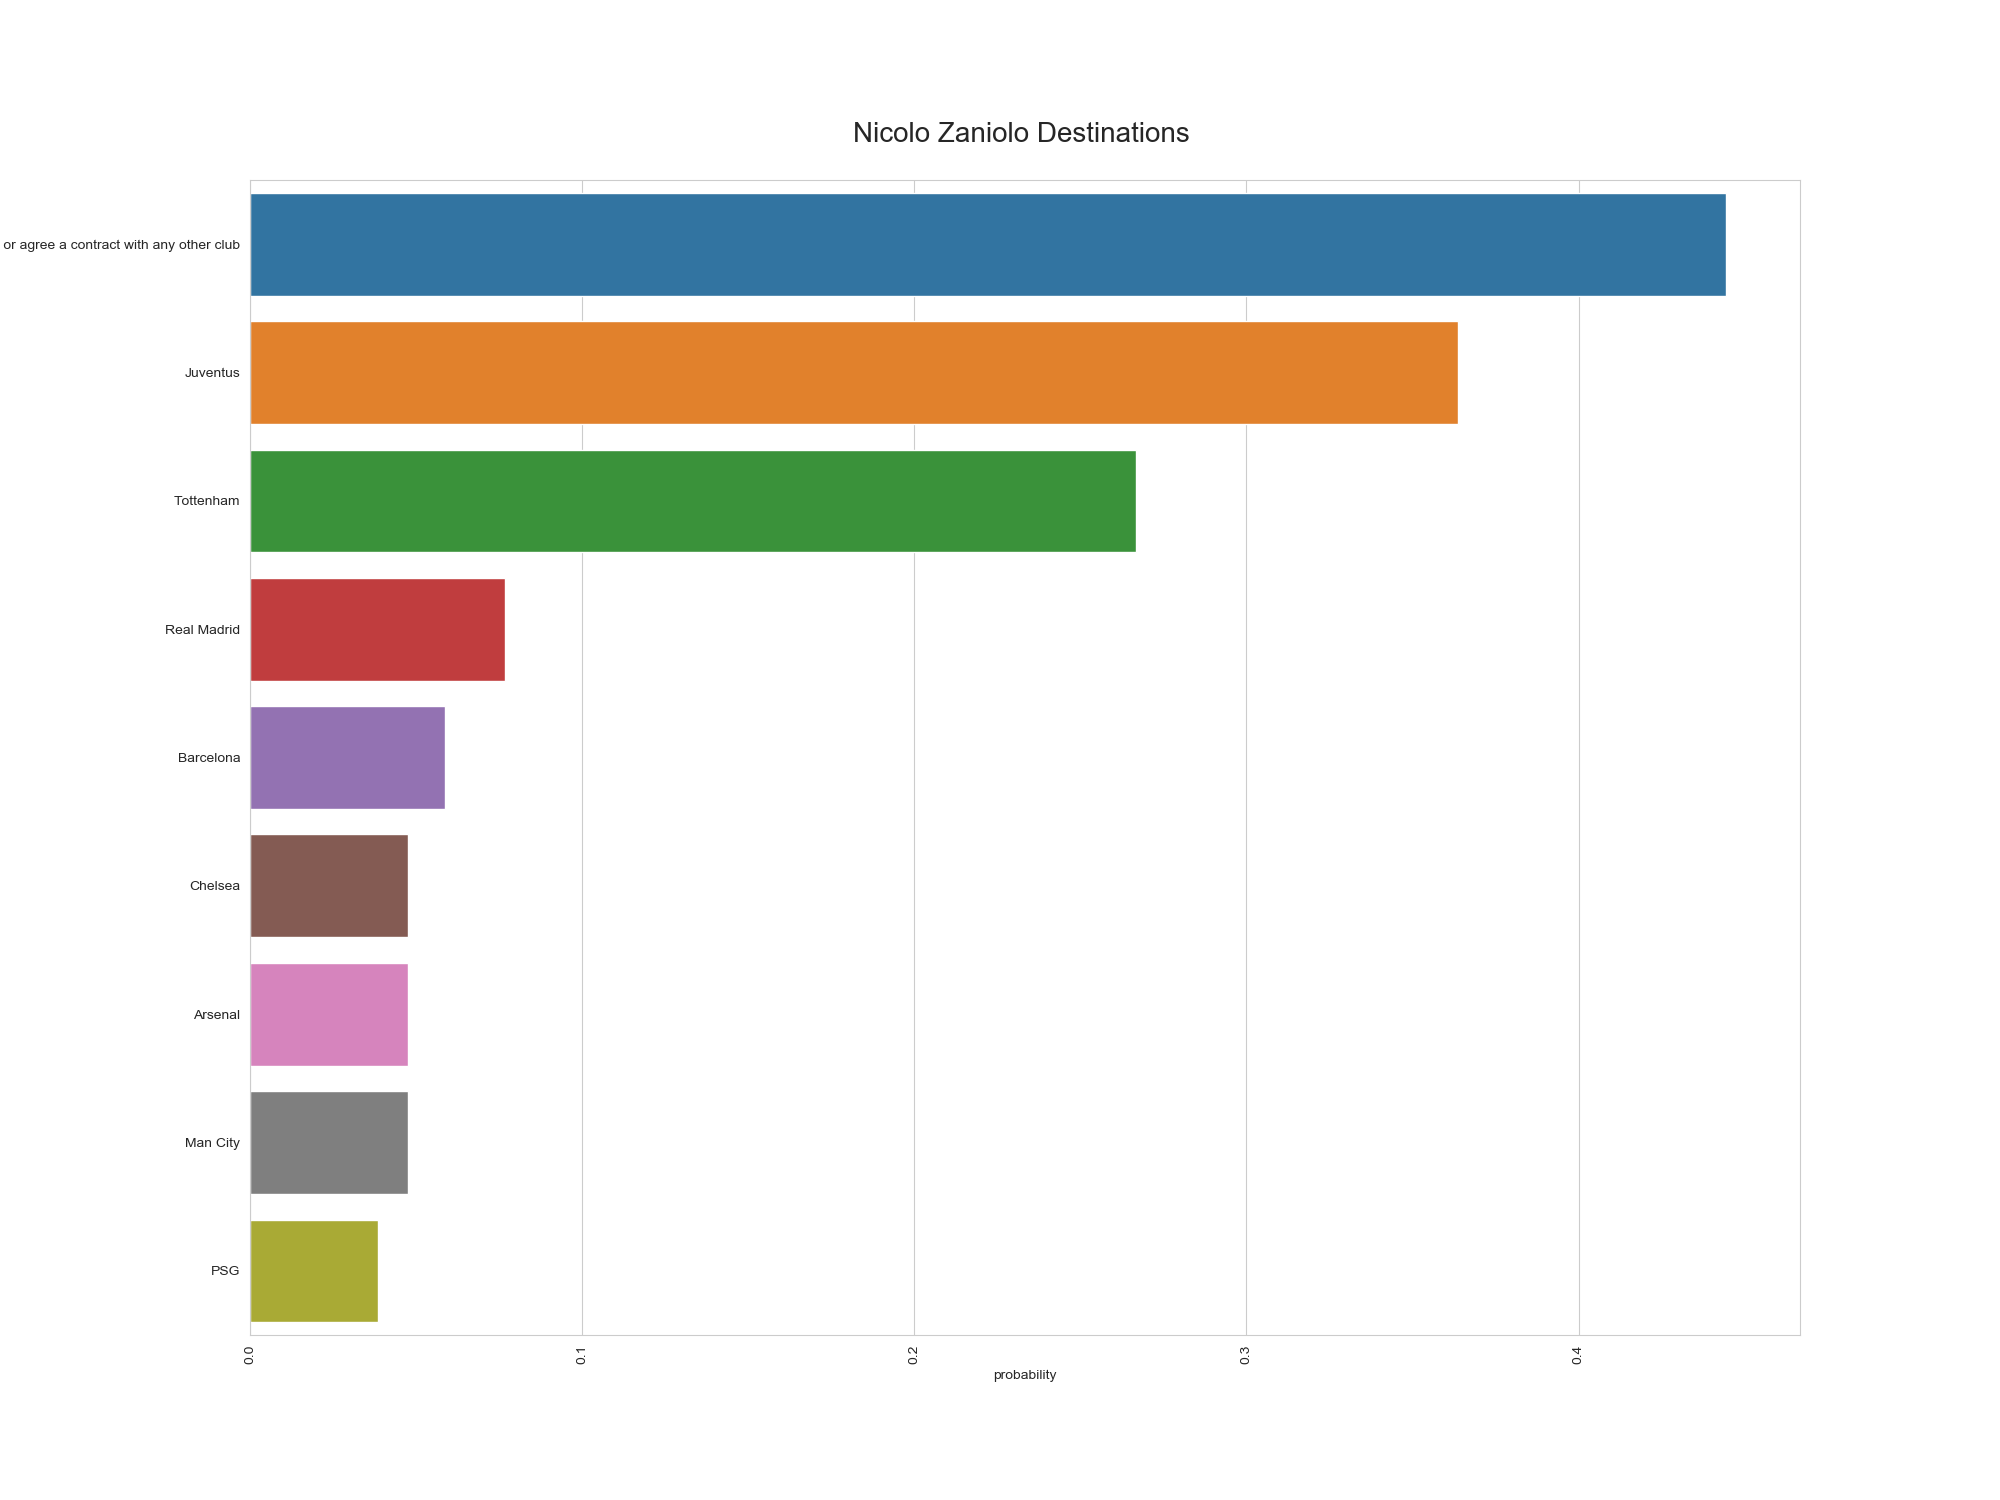 Nicolo Zaniolo Destinations
or agree a contract with any other club
Juventus
Tottenham
Real Madrid
Barcelona
Chelsea
Arsenal
Man City
PSG
0.0
0.1
0.2
0.3
0.4
probability